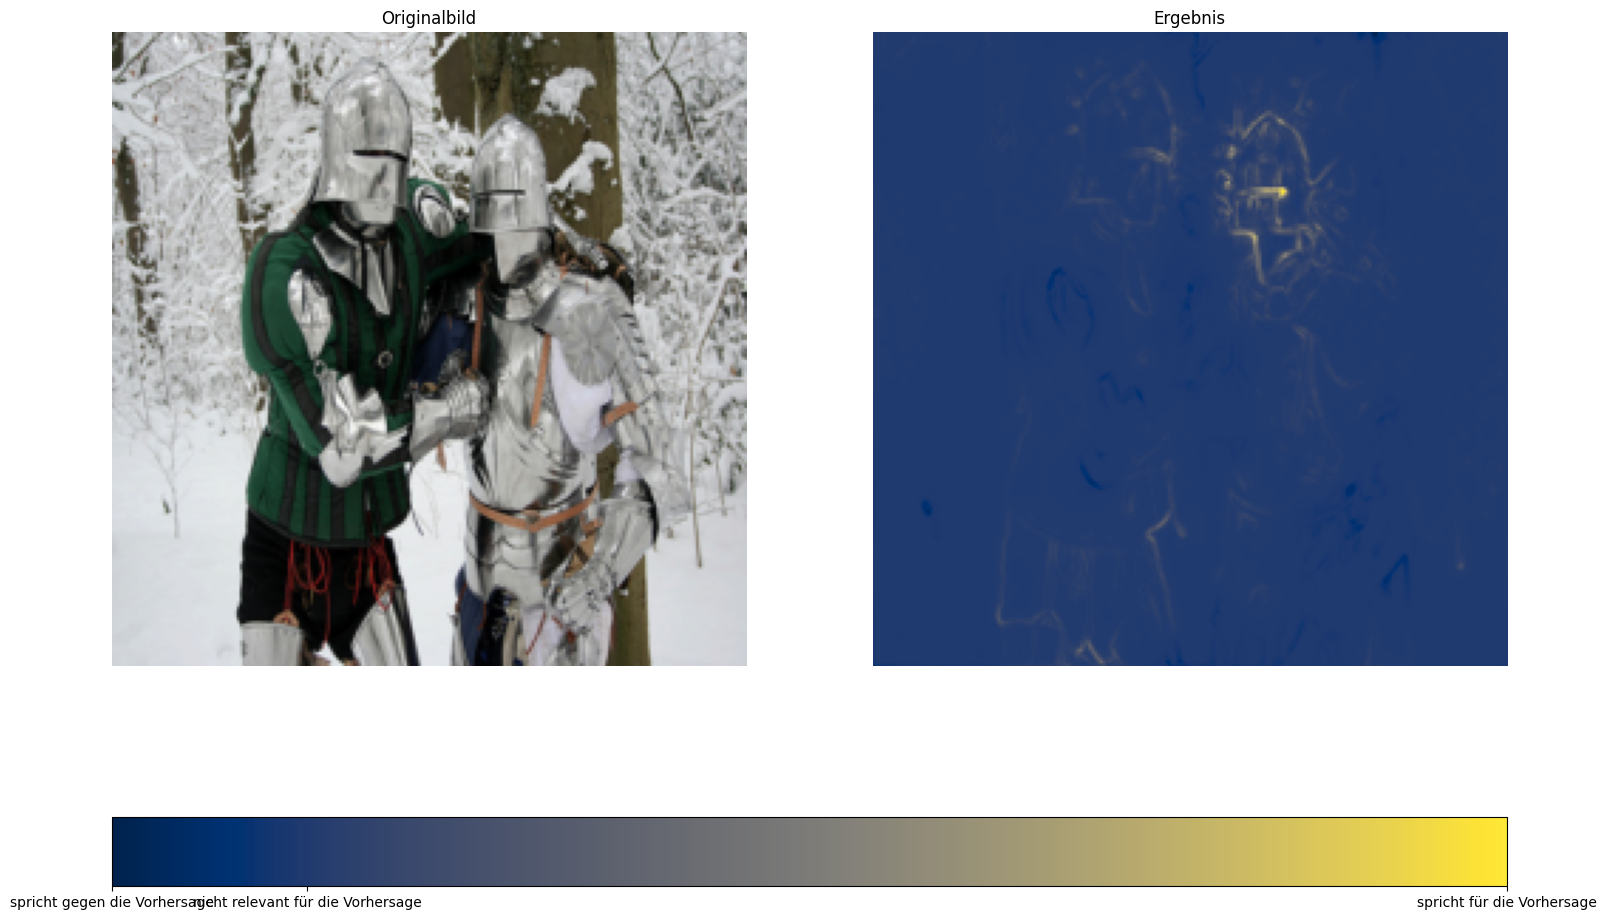 Originalbild
Ergebnis
spricht gegen die Vorhersage
nicht relevant für die Vorhersage
spricht für die Vorhersage